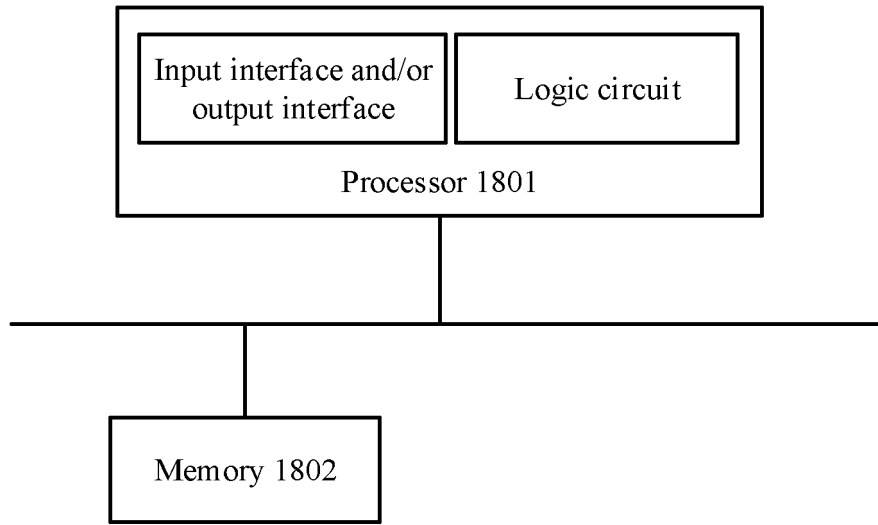 Input interface and/or
output interface
Logic circuit
Processor 1801
Memory 1802